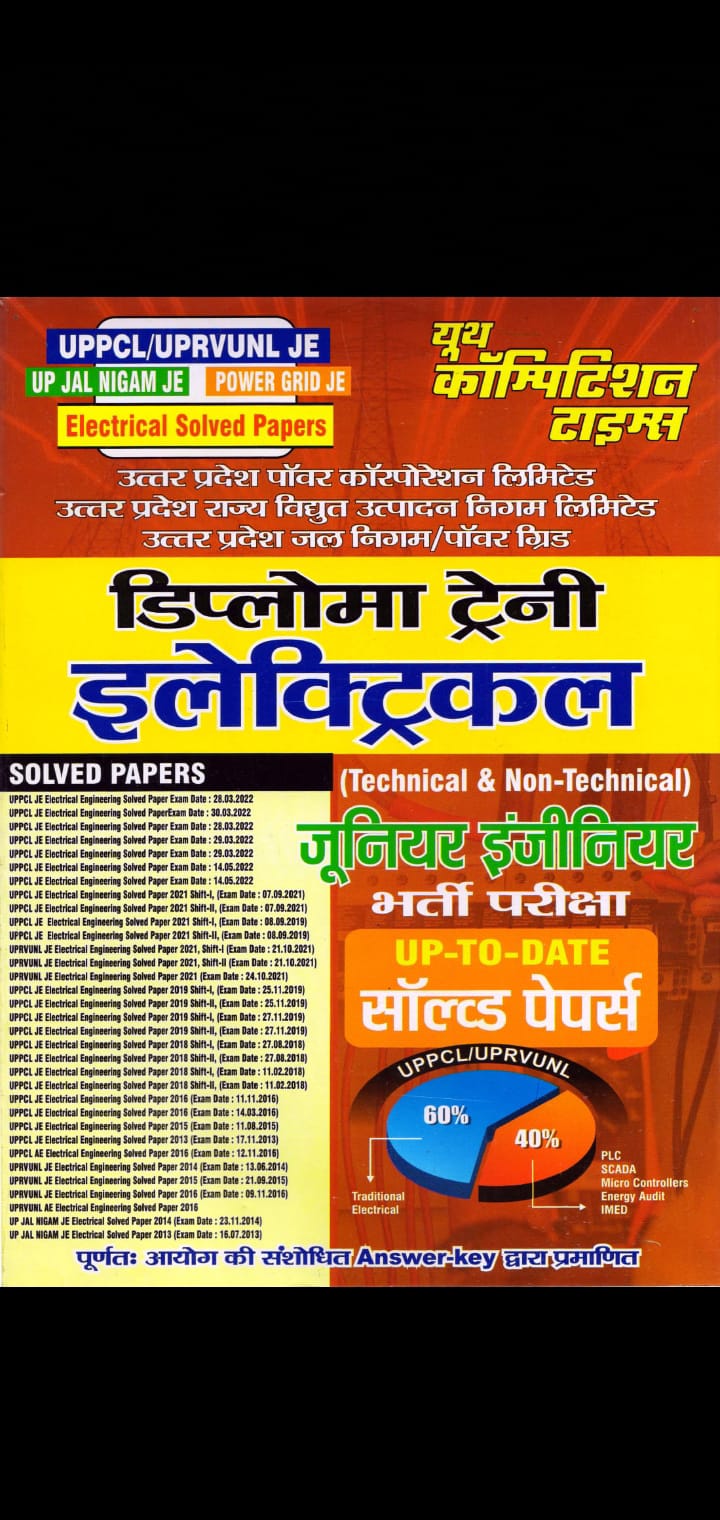 UPPCL/UPRVUNL JE
UP JAL NIGAM JE POWER GRID JE
Electrical Solved Papers
यूथ
कॉम्पिटिशन
टाइम्स
उत्तर प्रदेश पॉवर कॉरपोरेशन लिमिटेड
उत्तर प्रदेश राज्य विद्युत उत्पादन निगम लिमिटेड
उत्तर प्रदेश जल निगम/पॉवर ग्रिड
डिप्लोमा ट्रेनी
इलेक्ट्रिकल
SOLVED PAPERS
UPPCL JE Electrical Engineering Solved Paper Exam Date : 28.03.2022
UPPCL JE Electrical Engineering Solved PaperExam Date : 30.03.2022
UPPCL JE Electrical Engineering Solved Paper Exam Date : 28.03.2022
UPPCL JE Electrical Engineering Solved Paper Exam Date : 29.03.2022
UPPCL JE Electrical Engineering Solved Paper Exam Date : 29.03.2022
UPPCL JE Electrical Engineering Solved Paper Exam Date : 14.05.2022
UPPCL JE Electrical Engineering Solved Paper Exam Date : 14.05.2022
UPPCL JE Electrical Engineering Solved Paper 2021 Shift-I, (Exam Date : 07.09.2021)
UPPCL JE Electrical Engineering Solved Paper 2021 Shift-II, (Exam Date : 07.09.2021)
UPPCL JE Electrical Engineering Solved Paper 2021 Shift-I, (Exam Date : 08.09.2019)
UPPCL JE Electrical Engineering Solved Paper 2021 Shift-II, (Exam Date : 08.09.2019)
UPRVUNL JE Electrical Engineering Solved Paper 2021, Shift-I (Exam Date : 21.10.2021)
UPRVUNL JE Electrical Engineering Solved Paper 2021, Shift-II (Exam Date : 21.10.2021)
UPRVUNL JE Electrical Engineering Solved Paper 2021 (Exam Date : 24.10.2021)
UPPCL JE Electrical Engineering Solved Paper 2019 Shift-I, (Exam Date : 25.11.2019)
UPPCL JE Electrical Engineering Solved Paper 2019 Shift-II, (Exam Date : 25.11.2019)
UPPCL JE Electrical Engineering Solved Paper 2019 Shift-I, (Exam Date : 27.11.2019)
UPPCL JE Electrical Engineering Solved Paper 2019 Shift-II, (Exam Date : 27.11.2019)
UPPCL JE Electrical Engineering Solved Paper 2018 Shift-I, (Exam Date : 27.08.2018)
UPPCL JE Electrical Engineering Solved Paper 2018 Shift-II, (Exam Date : 27.08.2018)
UPPCL JE Electrical Engineering Solved Paper 2018 Shift-I, (Exam Date : 11.02.2018)
UPPCL JE Electrical Engineering Solved Paper 2018 Shift-II, (Exam Date : 11.02.2018)
UPPCL JE Electrical Engineering Solved Paper 2016 (Exam Date : 11.11.2016)
UPPCL JE Electrical Engineering Solved Paper 2016 (Exam Date : 14.03.2016)
UPPCL JE Electrical Engineering Solved Paper 2015 (Exam Date : 11.08.2015)
UPPCL JE Electrical Engineering Solved Paper 2013 (Exam Date : 17.11.2013)
UPPCL AE Electrical Engineering Solved Paper 2016 (Exam Date : 12.11.2016)
UPRVUNL JE Electrical Engineering Solved Paper 2014 (Exam Date : 13.06.2014)
UPRVUNL JE Electrical Engineering Solved Paper 2015 (Exam Date : 21.09.2015)
UPRVUNL JE Electrical Engineering Solved Paper 2016 (Exam Date : 09.11.2016)
UPRVUNL AE Electrical Engineering Solved Paper 2016
UP JAL NIGAM JE Electrical Solved Paper 2014 (Exam Date : 23.11.2014)
UP JAL NIGAM JE Electrical Solved Paper 2013 (Exam Date : 16.07.2013)
(Technical & Non-Technical)
जूनियर इंजीनियर
भर्ती परीक्षा
UP-TO-DATE
सॉल्व्ड पेपर्स
UPPCL/UPRVUNL
60%
40%
Traditional
Electrical
PLC
SCADA
Micro Controllers
Energy Audit
IMED
पूर्णतः आयोग की संशोधित Answer-key द्वारा प्रमाणित